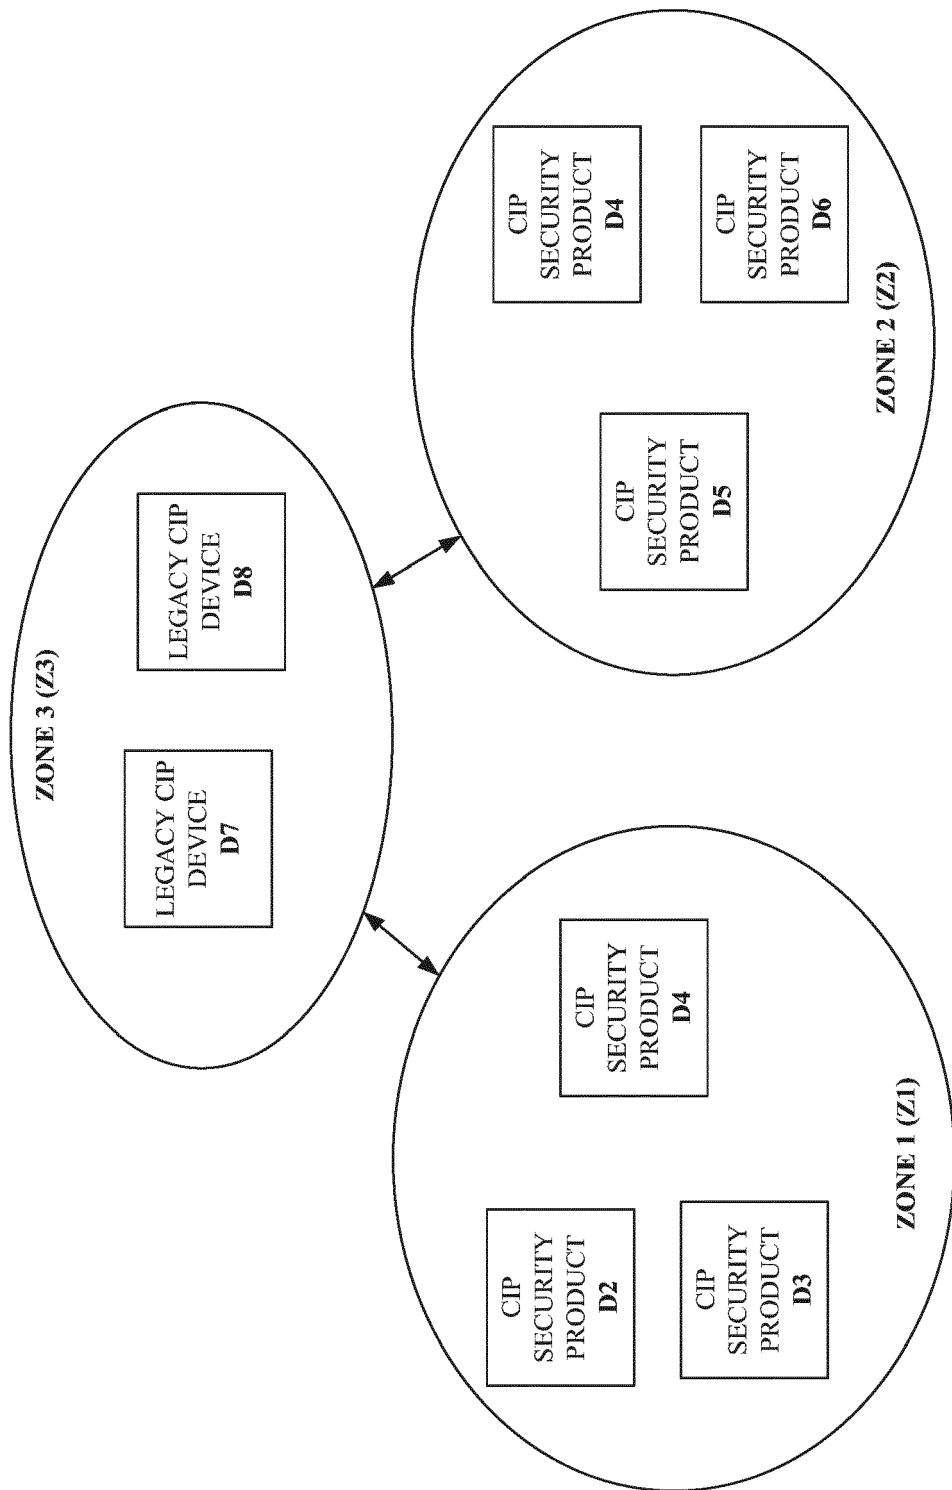 ZONE 3 (Z3)
LEGACY CIP
DEVICE
D7
LEGACY CIP
DEVICE
D8
CIP
SECURITY
PRODUCT
D2
CIP
SECURITY
PRODUCT
D3
CIP
SECURITY
PRODUCT
D4
ZONE 1 (Z1)
CIP
SECURITY
PRODUCT
D5
CIP
SECURITY
PRODUCT
D4
CIP
SECURITY
PRODUCT
D6
ZONE 2 (Z2)